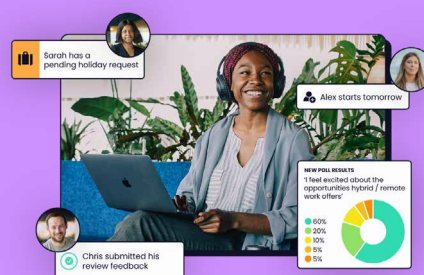 Sarah has a
pending holiday request
Alex starts tomorrow
NEW POLL RESULTS
'I feel excited about the
opportunities hybrid / remote
work offers'
60%
20%
10%
5%
5%
Chris submitted his
review feedback